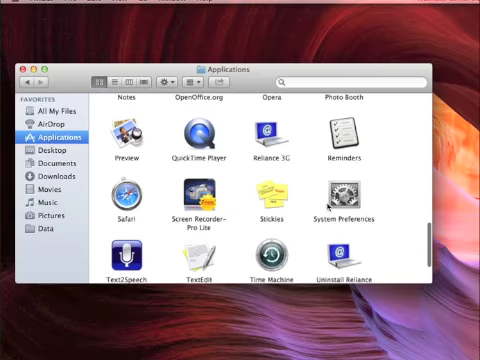 Applications
FAVORITES
All My Files
AirDrop
Applications
Desktop
Documents
Downloads
Movies
Music
Pictures
Data
Notes
OpenOffice.org
Opera
Photo Booth
Preview
QuickTime Player
Reliance 3G
Reminders
Safari
Free
Screen Recorder-
Pro Lite
Stickies
System Preferences
Text2Speech
TextEdit
Time Machine
Uninstall Reliance